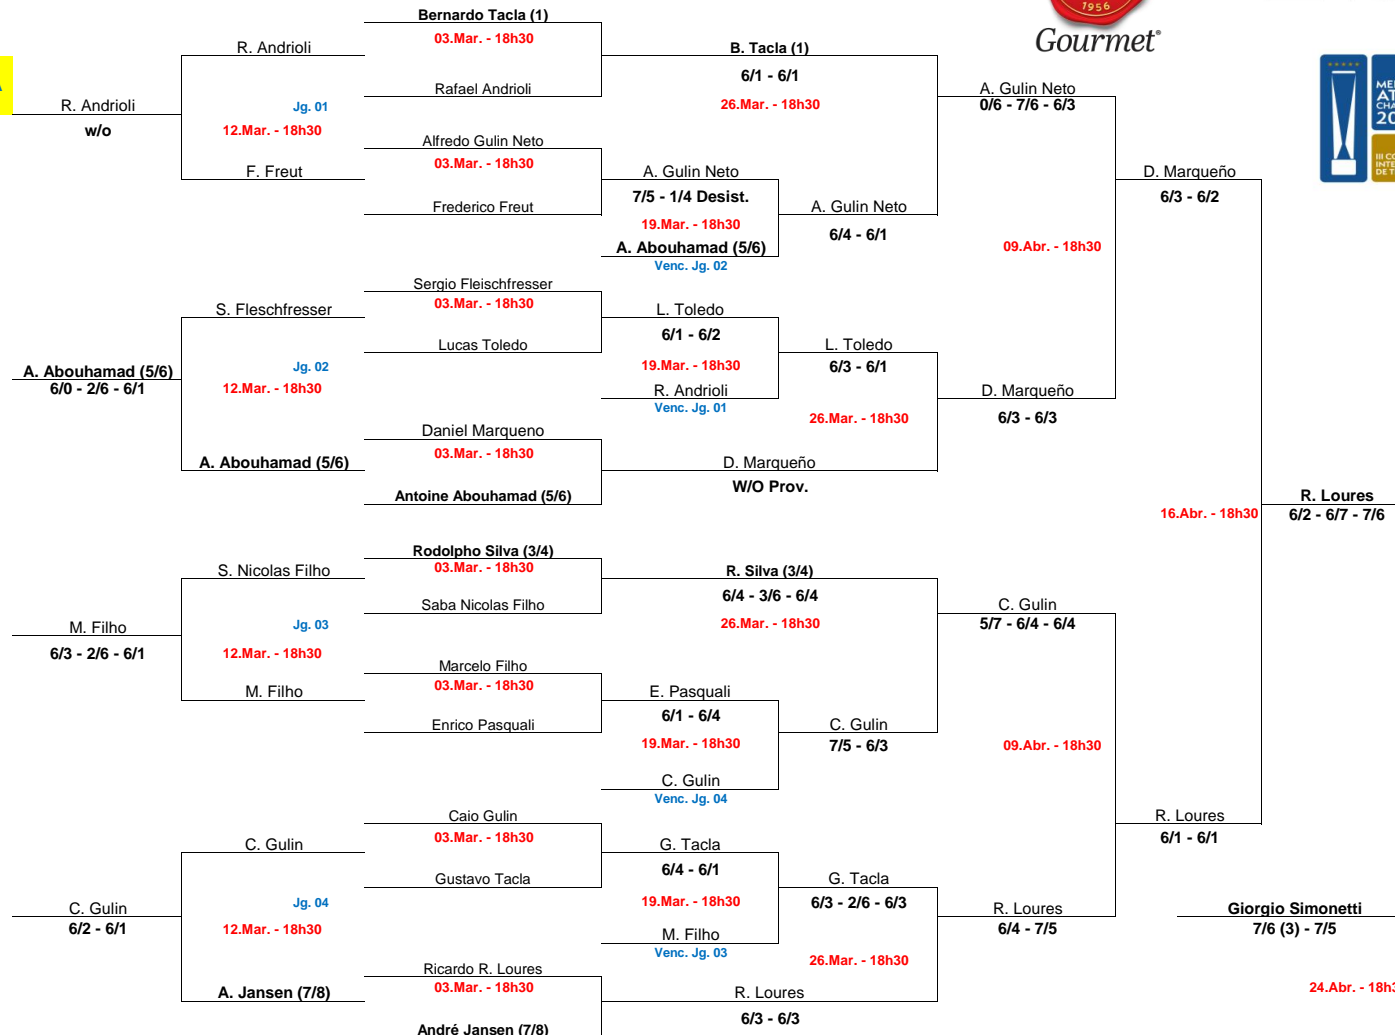 Bernardo Tacla (1)
1956
03.Mar. - 18h30
R. Andrioli
B. Tacla (1)
Gourmet®
6/1 - 6/1
Rafael Andrioli
A. Gulin Neto
R. Andrioli
Jg. 01
26.Mar. - 18h30
0/6 - 7/6 - 6/3
w/o
12.Mar. - 18h30
Alfredo Gulin Neto
03.Mar. - 18h30
F. Freut
A. Gulin Neto
D. Marqueño
7/5 - 1/4 Desist.
6/3 - 6/2
Frederico Freut
A. Gulin Neto
19.Mar. - 18h30
6/4 - 6/1
A. Abouhamad (5/6)
09.Abr. - 18h30
Venc. Jg. 02
Sergio Fleischfresser
03.Mar. - 18h30
S. Fleschfresser
L. Toledo
6/1 - 6/2
Lucas Toledo
L. Toledo
Jg. 02
19.Mar. - 18h30
6/3 - 6/1
A. Abouhamad (5/6)
6/0 - 2/6 - 6/1
12.Mar. - 18h30
R. Andrioli
D. Marqueño
Venc. Jg. 01
26.Mar. - 18h30
6/3 - 6/3
Daniel Marqueno
03.Mar. - 18h30
A. Abouhamad (5/6)
D. Marqueño
W/O Prov.
Antoine Abouhamad (5/6)
R. Loures
16.Abr. - 18h30
6/2 - 6/7 - 7/6
Rodolpho Silva (3/4)
03.Mar. - 18h30
S. Nicolas Filho
R. Silva (3/4)
6/4 - 3/6 - 6/4
Saba Nicolas Filho
C. Gulin
M. Filho
Jg. 03
26.Mar. - 18h30
5/7 - 6/4 - 6/4
6/3 - 2/6 - 6/1
12.Mar. - 18h30
Marcelo Filho
03.Mar. - 18h30
M. Filho
E. Pasquali
6/1 - 6/4
Enrico Pasquali
C. Gulin
19.Mar. - 18h30
7/5 - 6/3
09.Abr. - 18h30
C. Gulin
Venc. Jg. 04
Caio Gulin
R. Loures
03.Mar. - 18h30
6/1 - 6/1
C. Gulin
G. Tacla
6/4 - 6/1
Gustavo Tacla
G. Tacla
C. Gulin
Jg. 04
19.Mar. - 18h30
6/3 - 2/6 - 6/3
R. Loures
Giorgio Simonetti
6/2 - 6/1
12.Mar. - 18h30
M. Filho
6/4 - 7/5
7/6 (3) - 7/5
Venc. Jg. 03
26.Mar. - 18h30
Ricardo R. Loures
03.Mar. - 18h30
24.Abr. - 18h3
A. Jansen (7/8)
R. Loures
6/3 - 6/3
André Jansen (7/8)